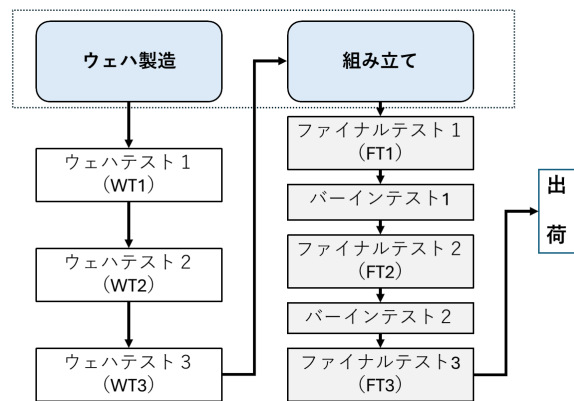 ウェハ製造
ウェハテスト１
(WT1)
ウェハテスト２
(WT2)
ウェハテスト３
(WT3)
組み立て
ファイナルテスト１
(FT1)
バーインテスト1
ファイナルテスト２
(FT2)
バーインテスト２
ファイナルテスト3
(FT3)
出
荷